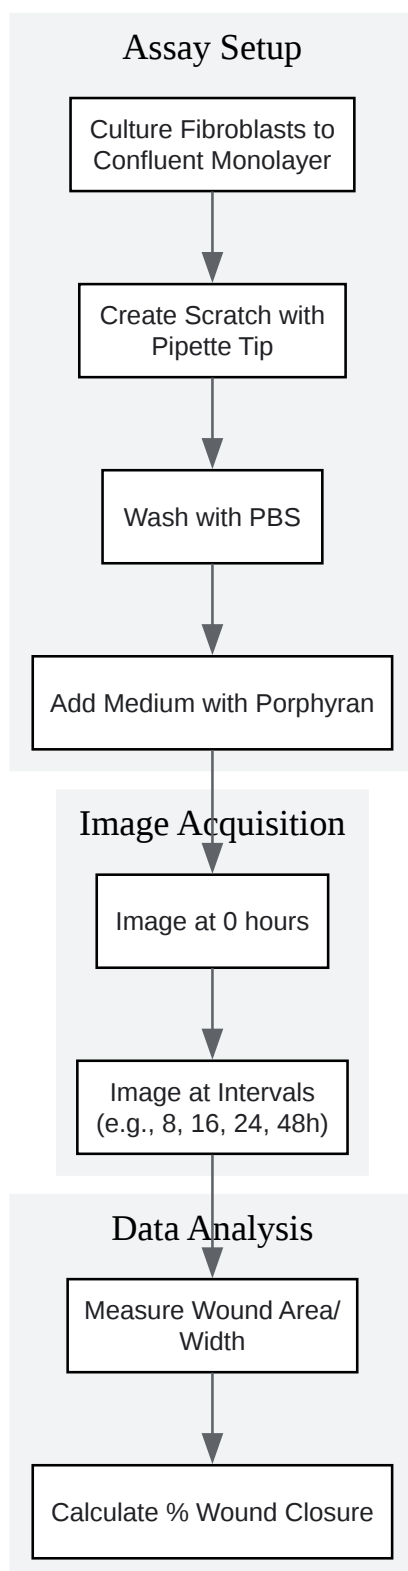 Assay Setup
Culture Fibroblasts to
Confluent Monolayer
Create Scratch with
Pipette Tip
Wash with PBS
Add Medium with Porphyran
Image Acquisition
Image at 0 hours
Image at Intervals
(e.g., 8, 16, 24, 48h)
Data Analysis
Measure Wound Area/
Width
Calculate % Wound Closure